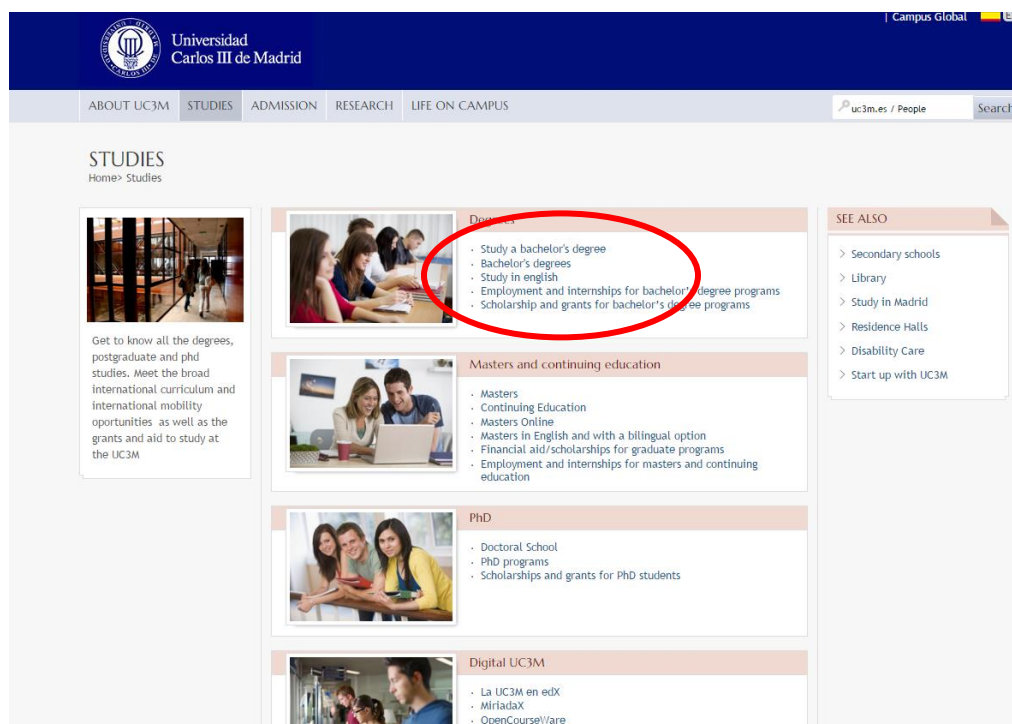 | Campus Global
Universidad
Carlos III de Madrid
ABOUT UC3M STUDIES ADMISSION RESEARCH LIFE ON CAMPUS
uc3m.es / People Search
STUDIES
Home> Studies
Get to know all the degrees,
postgraduate and phd
studies. Meet the broad
international curriculum and
international mobility
oportunities as well as the
grants and aid to study at
the UC3M
Degrees
· Study a bachelor's degree
· Bachelor's degrees
· Study in english
· Employment and internships for bachelor's degree programs
· Scholarship and grants for bachelor's degree programs
Masters and continuing education
· Masters
· Continuing Education
· Masters Online
· Masters in English and with a bilingual option
· Financial aid/scholarships for graduate programs
· Employment and internships for masters and continuing
education
PhD
· Doctoral School
· PhD programs
· Scholarships and grants for PhD students
Digital UC3M
· La UC3M en edX
· MiriadaX
· OpenCourseWare
SEE ALSO
> Secondary schools
> Library
> Study in Madrid
> Residence Halls
> Disability Care
> Start up with UC3M